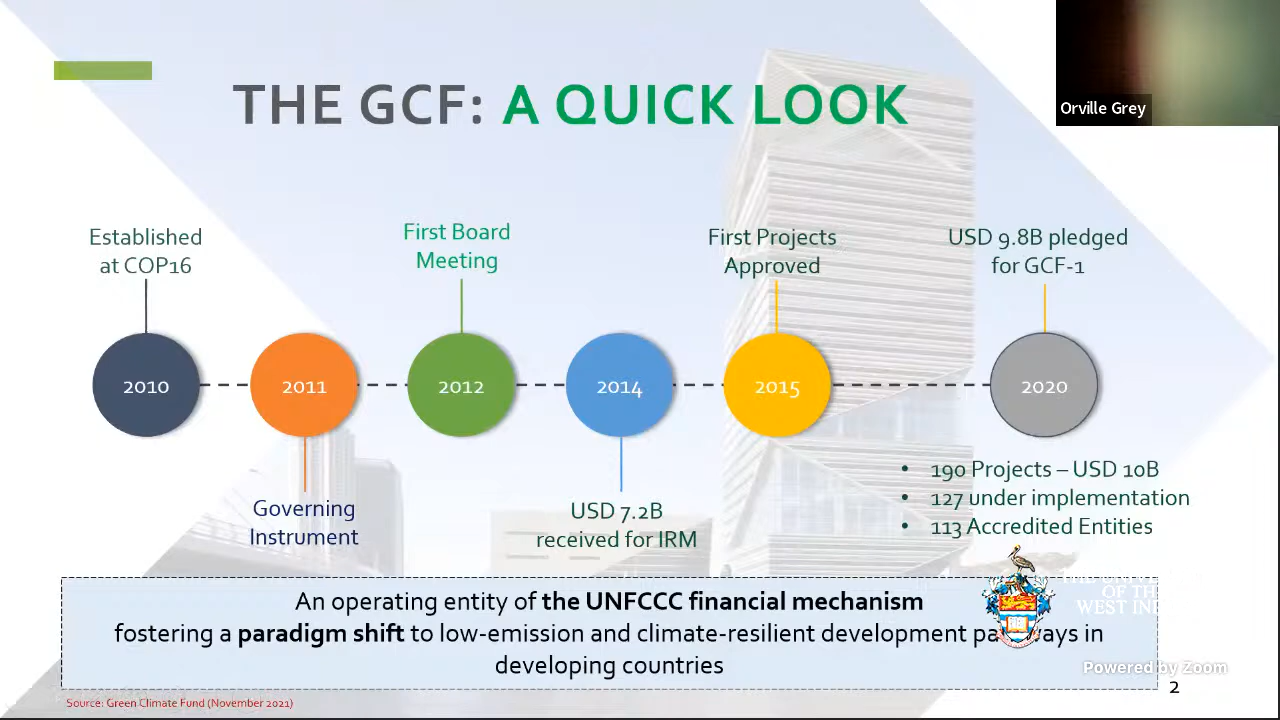 Orville Grey
THE GCF: A QUICK LOOK
Established
at COP16
First Board
Meeting
First Projects
Approved
USD 9.8B pledged
for GCF-1
2010
2011
2012
2014
2015
2020
Governing
Instrument
USD 7.2B
received for IRM
• 190 Projects – USD 10B
• 127 under implementation
• 113 Accredited Entities
An operating entity of the UNFCCC financial mechanism
fostering a paradigm shift to low-emission and climate-resilient development in
developing countries
OF
WEST
Powered by Zoom
2
Source: Green Climate Fund (November 2021)